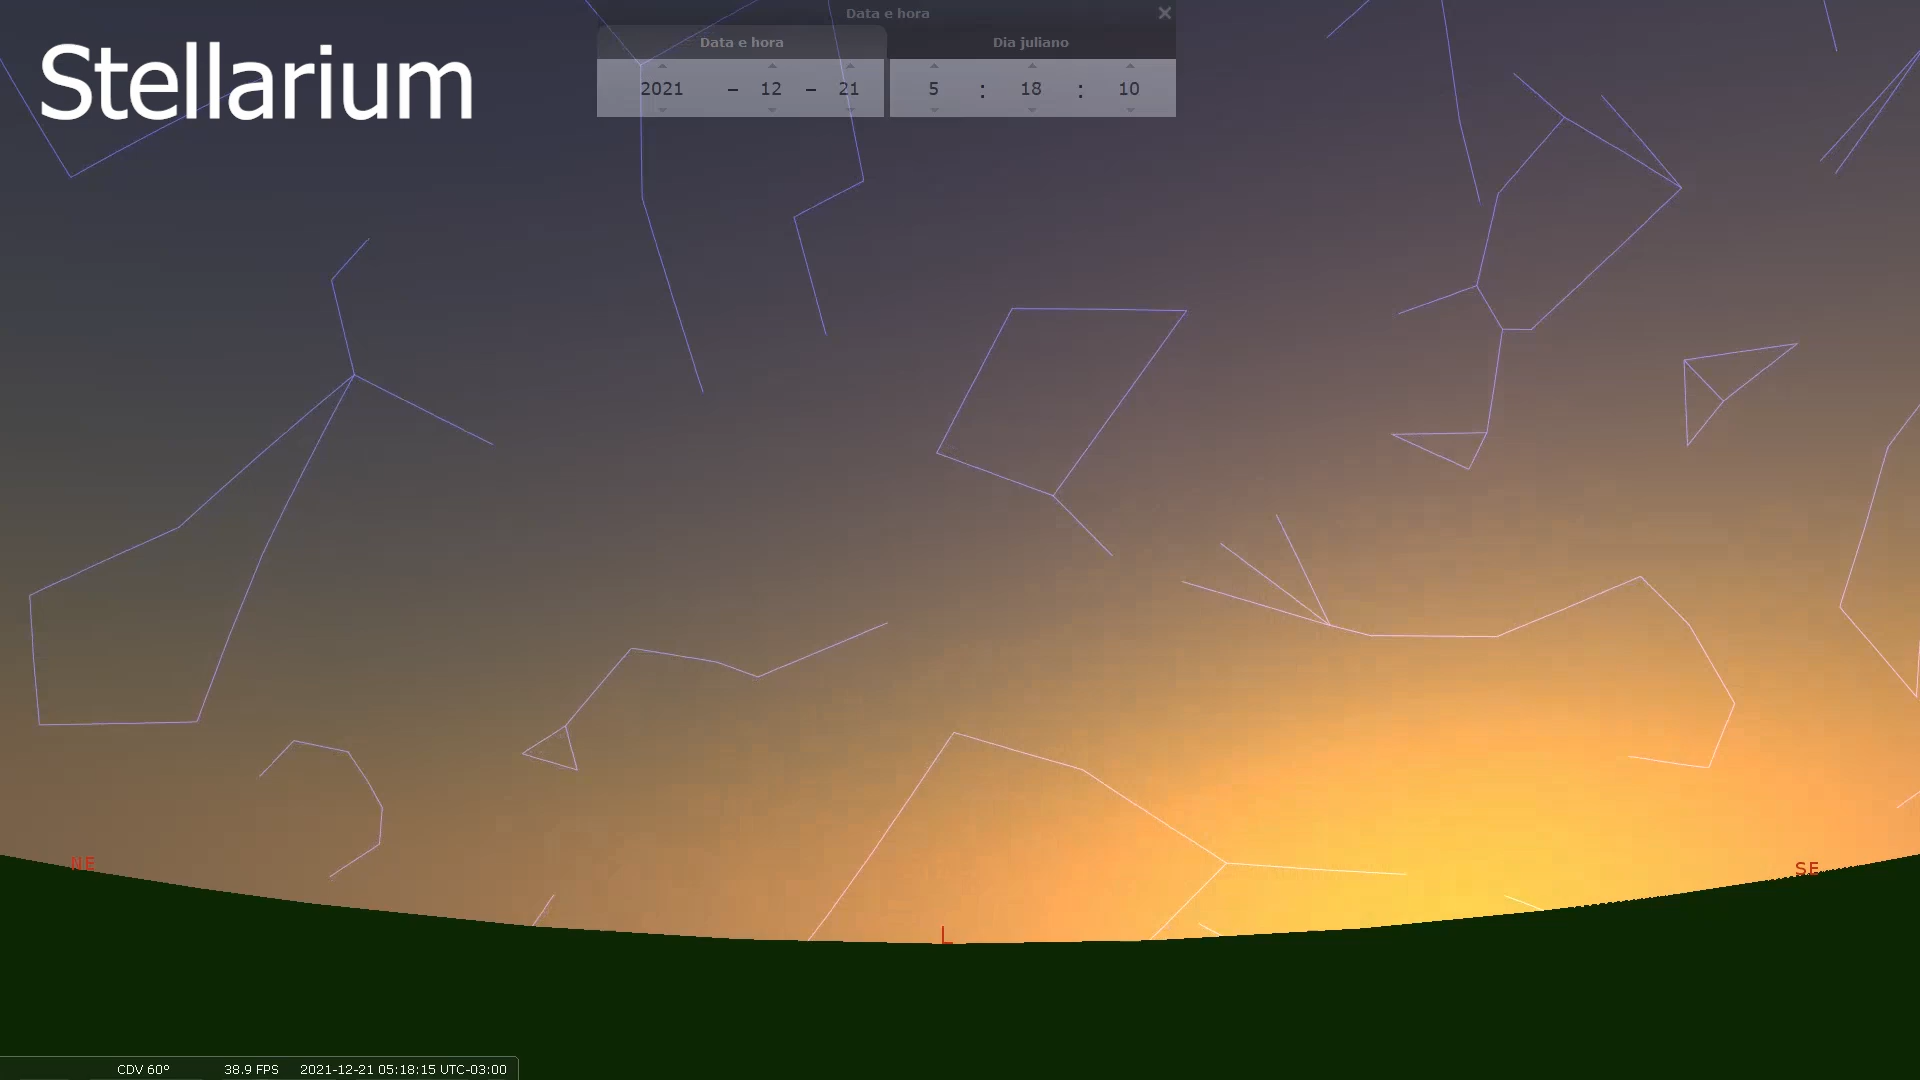 Data e hora
Stellarium
Data e hora
Dia juliano
2021 – 12 – 21
5 : 18 : 10
NE
SE
L
CDV 60º 38.9 FPS 2021-12-21 05:18:15 UTC-03:00